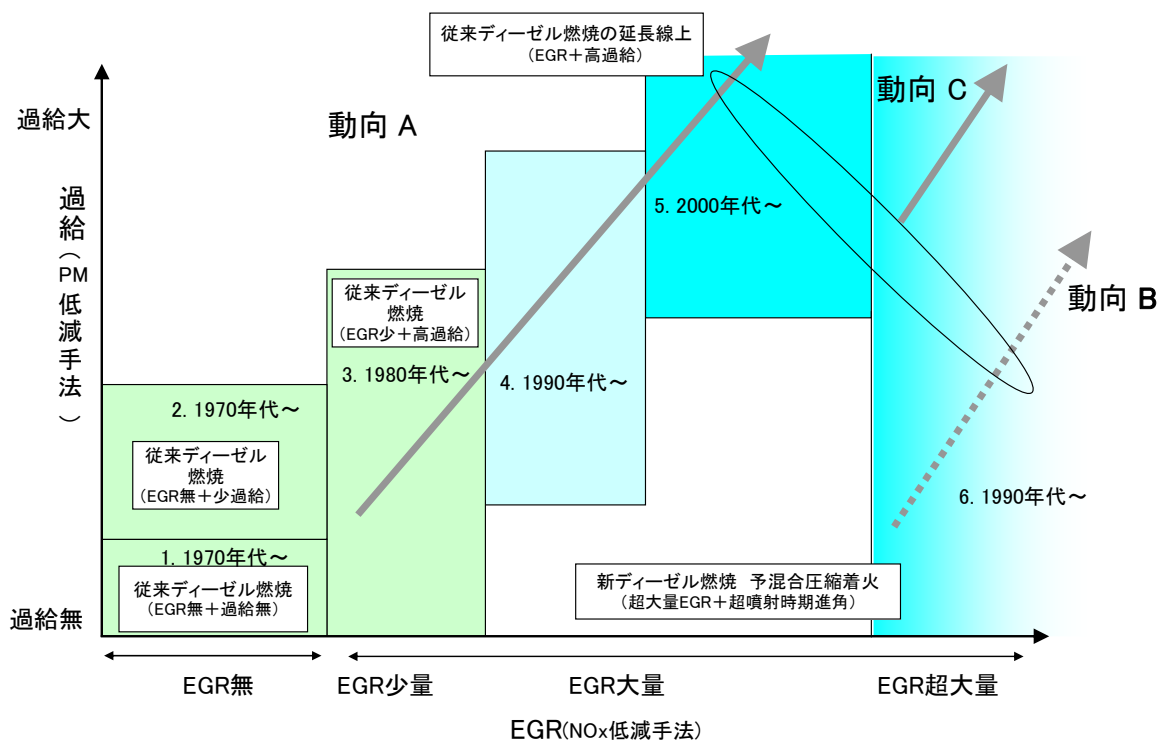 従来ディーゼル燃焼の延長線上
(EGR＋高過給)
動向 C
過給大
動向 A
過給(PM低減手法)
5. 2000年代～
従来ディーゼル
燃焼
(EGR少＋高過給)
動向 B
3. 1980年代～
4. 1990年代～
2. 1970年代～
従来ディーゼル
燃焼
(EGR無＋少過給)
6. 1990年代～
1. 1970年代～
従来ディーゼル燃焼
(EGR無＋過給無)
新ディーゼル燃焼 予混合圧縮着火
(超大量EGR＋超噴射時期進角)
過給無
EGR無
EGR少量
EGR大量
EGR超大量
EGR(NOx低減手法)